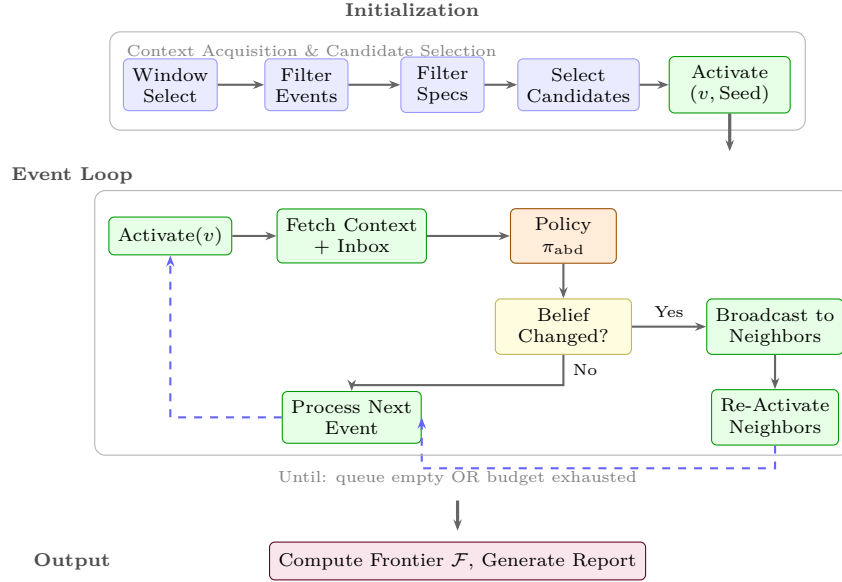 Initialization
Context Acquisition & Candidate Selection
Window
Select
Filter
Events
Filter
Specs
Select
Candidates
Activate
(v, Seed)
Event Loop
Activate(v)
Fetch Context
+ Inbox
Policy
π_abd
Belief
Changed?
Yes
Broadcast to
Neighbors
No
Process Next
Event
Re-Activate
Neighbors
Until: queue empty OR budget exhausted
Output
Compute Frontier ℱ, Generate Report